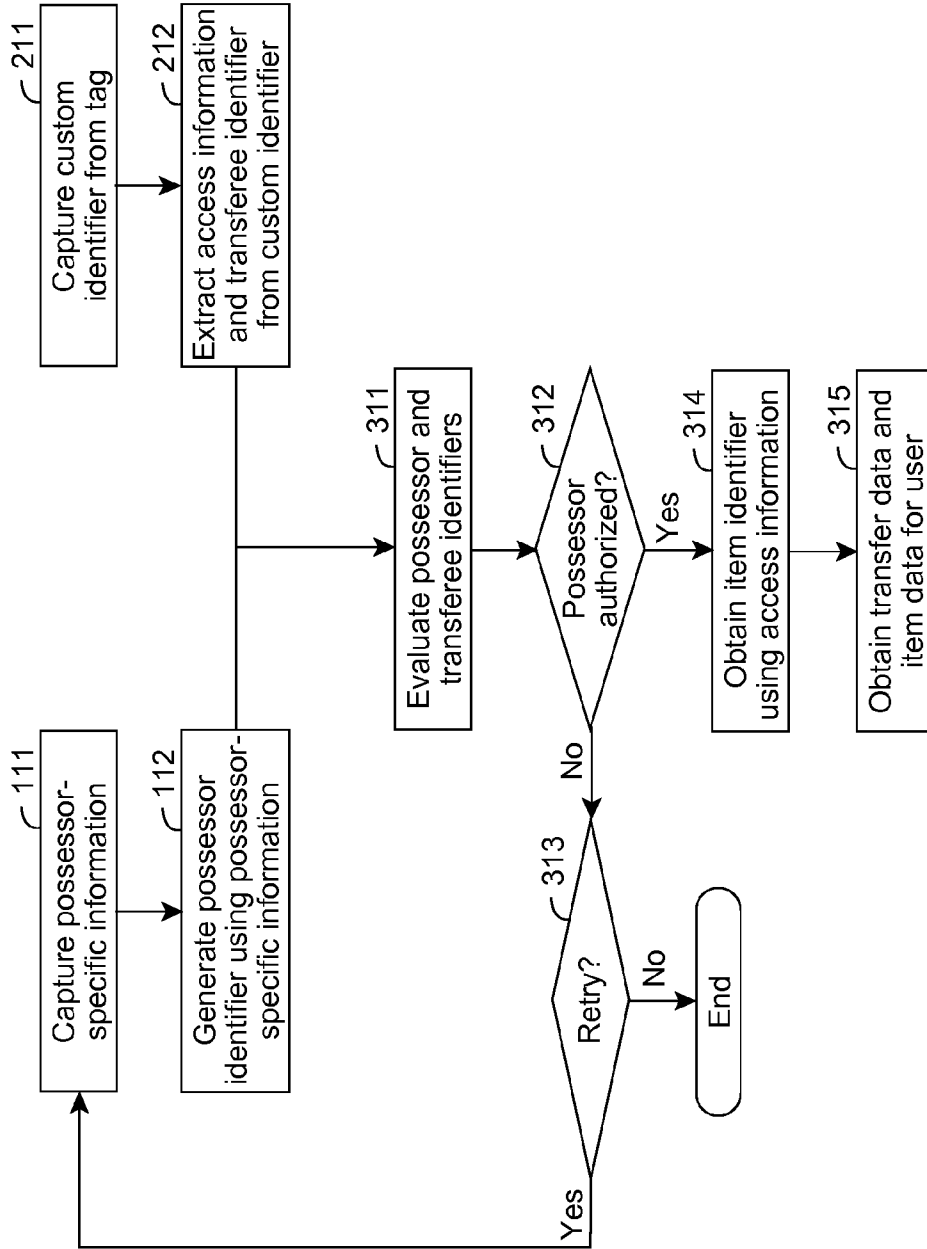 111
Capture possessor-
specific information
112
Generate possessor
identifier using possessor-
specific information
211
Capture custom
identifier from tag
212
Extract access information
and transferee identifier
from custom identifier
311
Evaluate possessor and
transferee identifiers
312
Possessor
authorized?
No
Yes
313
Retry?
Yes
No
End
314
Obtain item identifier
using access information
315
Obtain transfer data and
item data for user